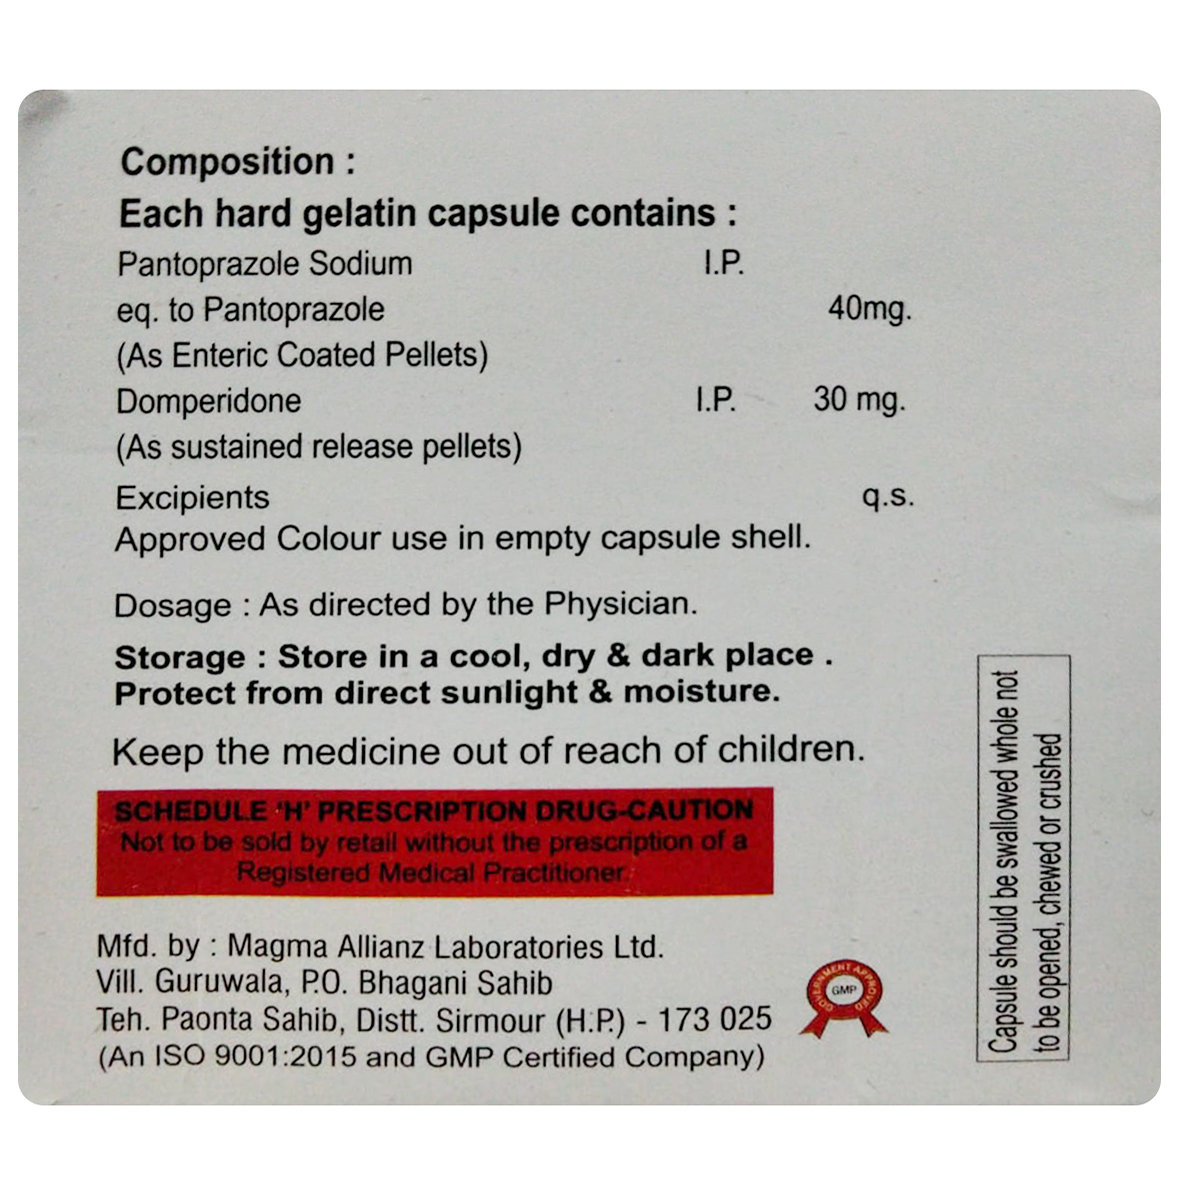 Composition :
Each hard gelatin capsule contains :
Pantoprazole Sodium I.P.
eq. to Pantoprazole 40mg.
(As Enteric Coated Pellets)
Domperidone I.P. 30 mg.
(As sustained release pellets)
Excipients q.s.
Approved Colour use in empty capsule shell.
Dosage : As directed by the Physician.
Storage : Store in a cool, dry & dark place .
Protect from direct sunlight & moisture.
Keep the medicine out of reach of children.
SCHEDULE 'H' PRESCRIPTION DRUG-CAUTION
Not to be sold by retail without the prescription of a
Registered Medical Practitioner.
Mfd. by : Magma Allianz Laboratories Ltd.
Vill. Guruwala, P.O. Bhagani Sahib
Teh. Paonta Sahib, Distt. Sirmour (H.P.) - 173 025
(An ISO 9001:2015 and GMP Certified Company)
GOVERNMENT APPROVED
GMP
Capsule should be swallowed whole not
to be opened, chewed or crushed